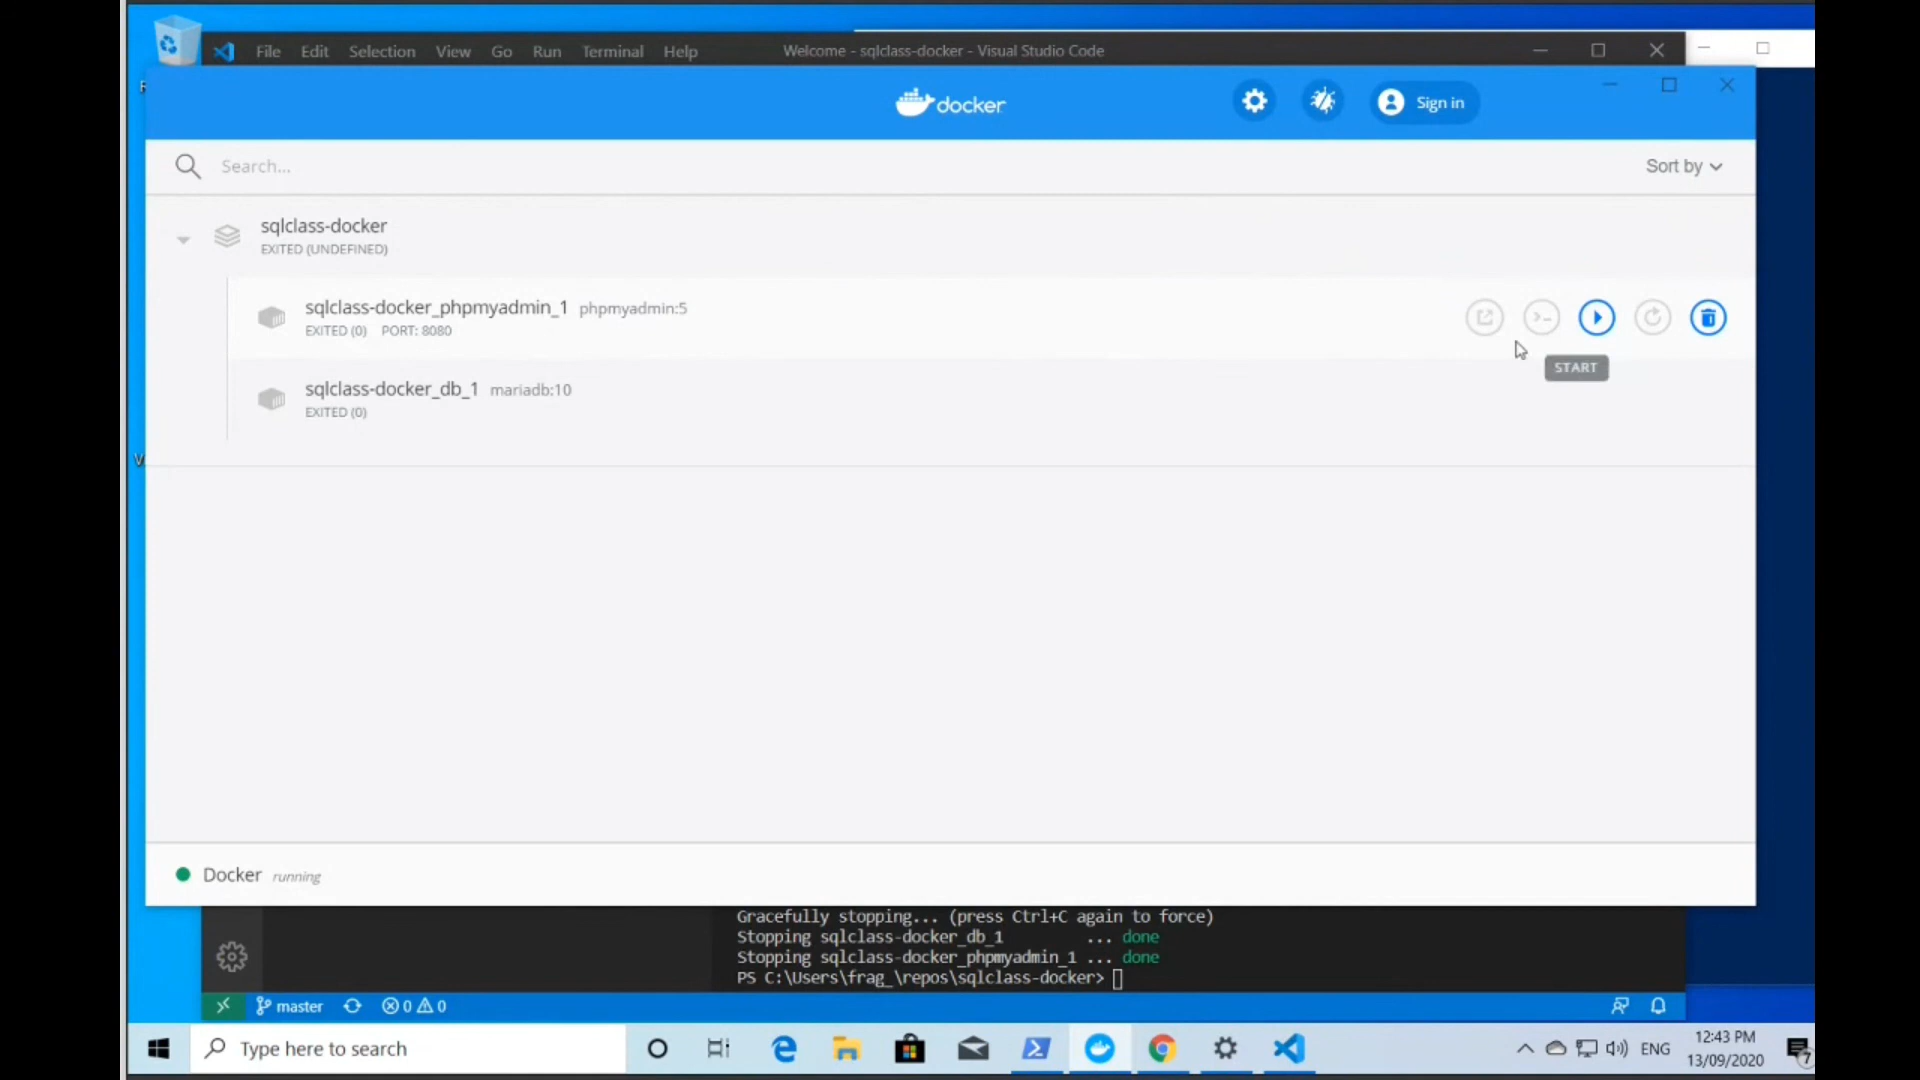 File Edit Selection View Go Run Terminal Help Welcome - sqlclass-docker - Visual Studio Code
docker Sign in
Search... Sort by
sqlclass-docker
EXITED (UNDEFINED)
sqlclass-docker_phpmyadmin_1 phpmyadmin:5
EXITED (0) PORT: 8080
START
sqlclass-docker_db_1 mariadb:10
EXITED (0)
Docker running
Gracefully stopping... (press Ctrl+C again to force)
Stopping sqlclass-docker_db_1 ... done
Stopping sqlclass-docker_phpmyadmin_1 ... done
PS C:\Users\frag_\repos\sqlclass-docker>
master 0 0
Type here to search
ENG
12:43 PM
13/09/2020
7